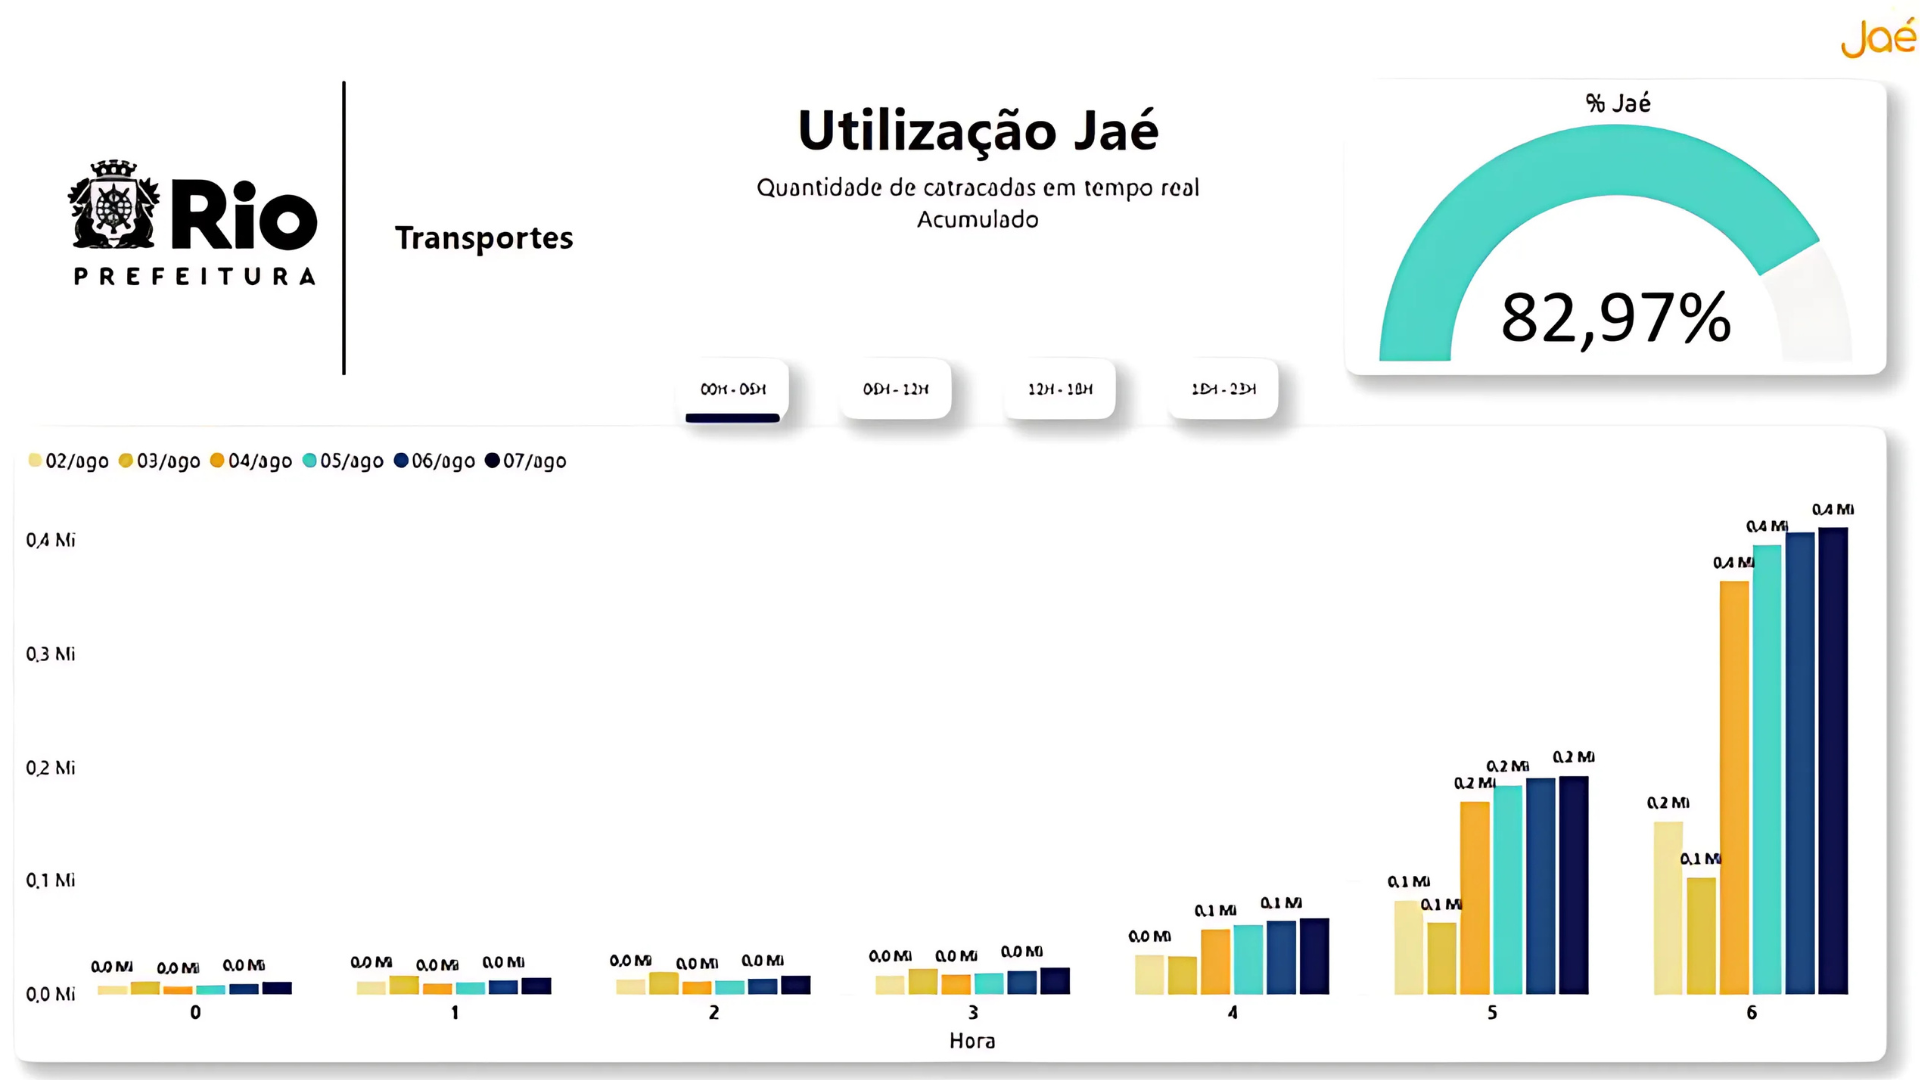 Jaé
Rio
PREFEITURA
Transportes
Utilização Jaé
Quantidade de catracadas em tempo real
Acumulado
% Jaé
82,97%
12H - 18H
02/ago 03/ago 04/ago 05/ago 06/ago 07/ago
0,4 Mi
0,3 Mi
0,2 Mi
0,1 Mi
0,0 Mi
0,0 Mi 0,0 Mi 0,0 Mi
0,0 Mi 0,0 Mi 0,0 Mi
0,0 Mi 0,0 Mi 0,0 Mi
0,0 Mi 0,0 Mi 0,0 Mi
0,0 Mi 0,1 Mi 0,1 Mi
0,1 Mi 0,1 Mi 0,2 Mi 0,2 Mi 0,2 Mi
0,2 Mi 0,1 Mi 0,4 Mi 0,4 Mi 0,4 Mi
0 1 2 3 4 5 6
Hora